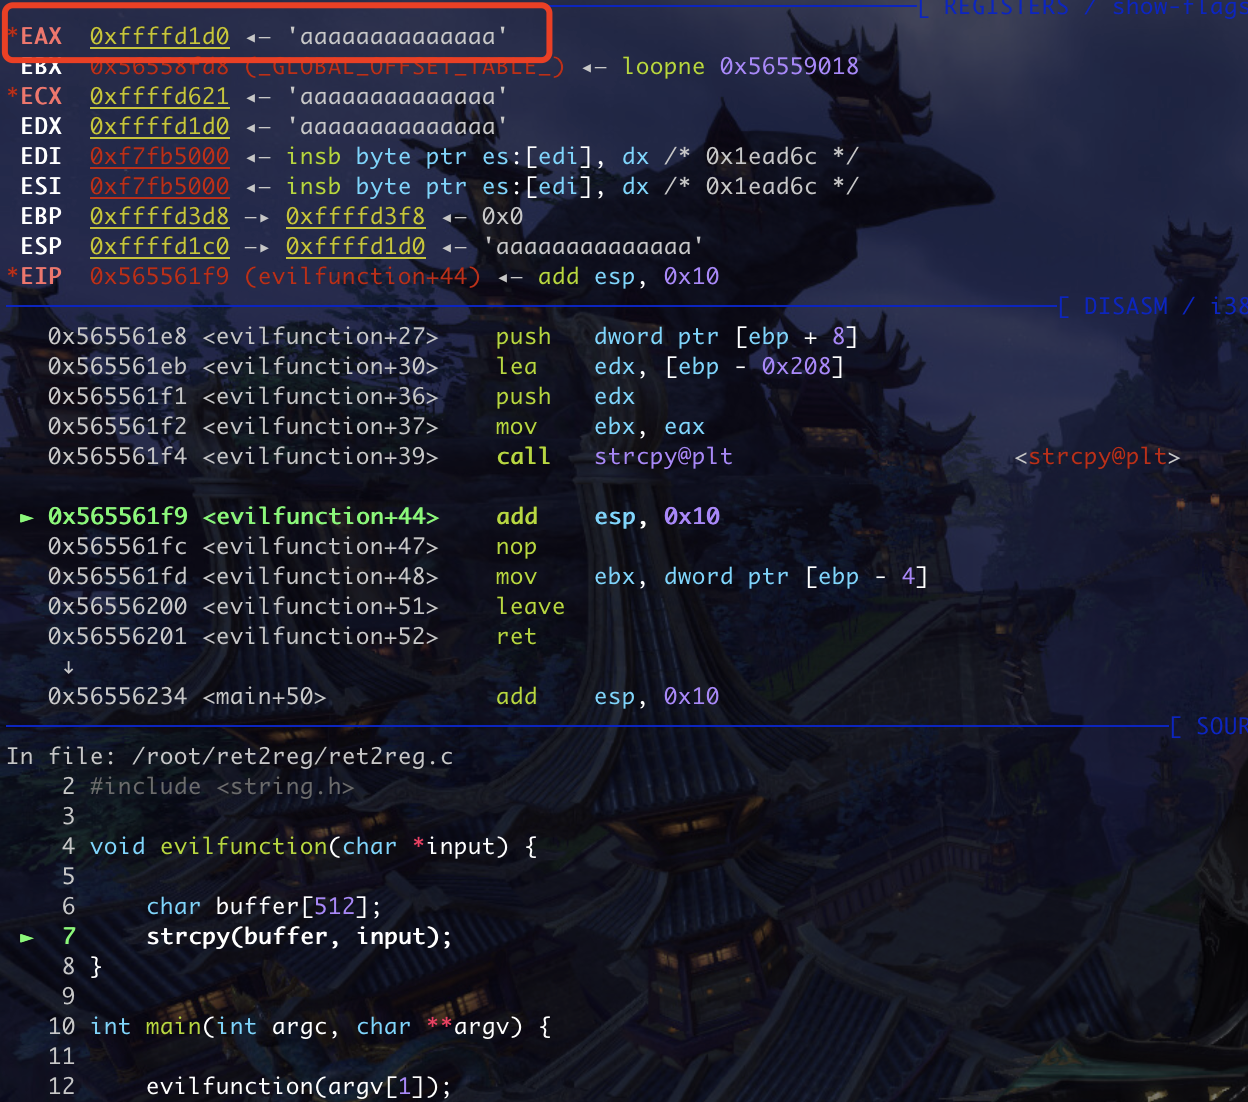 [ REGISTERS / show-flags
*EAX  0xffffd1d0 ◂— 'aaaaaaaaaaaaaa'
EBX  0x56558fd8 (_GLOBAL_OFFSET_TABLE_) ◂— loopne 0x56559018
*ECX  0xffffd621 ◂— 'aaaaaaaaaaaaaa'
EDX  0xffffd1d0 ◂— 'aaaaaaaaaaaaaa'
EDI  0xf7fb5000 ◂— insb byte ptr es:[edi], dx /* 0x1ead6c */
ESI  0xf7fb5000 ◂— insb byte ptr es:[edi], dx /* 0x1ead6c */
EBP  0xffffd3d8 —▸ 0xffffd3f8 ◂— 0x0
ESP  0xffffd1c0 —▸ 0xffffd1d0 ◂— 'aaaaaaaaaaaaaa'
*EIP  0x565561f9 (evilfunction+44) ◂— add esp, 0x10
[ DISASM / i38
0x565561e8 <evilfunction+27>    push   dword ptr [ebp + 8]
0x565561eb <evilfunction+30>    lea    edx, [ebp - 0x208]
0x565561f1 <evilfunction+36>    push   edx
0x565561f2 <evilfunction+37>    mov    ebx, eax
0x565561f4 <evilfunction+39>    call   strcpy@plt                    <strcpy@plt>
► 0x565561f9 <evilfunction+44>    add    esp, 0x10
0x565561fc <evilfunction+47>    nop
0x565561fd <evilfunction+48>    mov    ebx, dword ptr [ebp - 4]
0x56556200 <evilfunction+51>    leave
0x56556201 <evilfunction+52>    ret
↓
0x56556234 <main+50>            add    esp, 0x10
[ SOUR
In file: /root/ret2reg/ret2reg.c
2 #include <string.h>
3
4 void evilfunction(char *input) {
5
6     char buffer[512];
► 7     strcpy(buffer, input);
8 }
9
10 int main(int argc, char **argv) {
11
12     evilfunction(argv[1]);